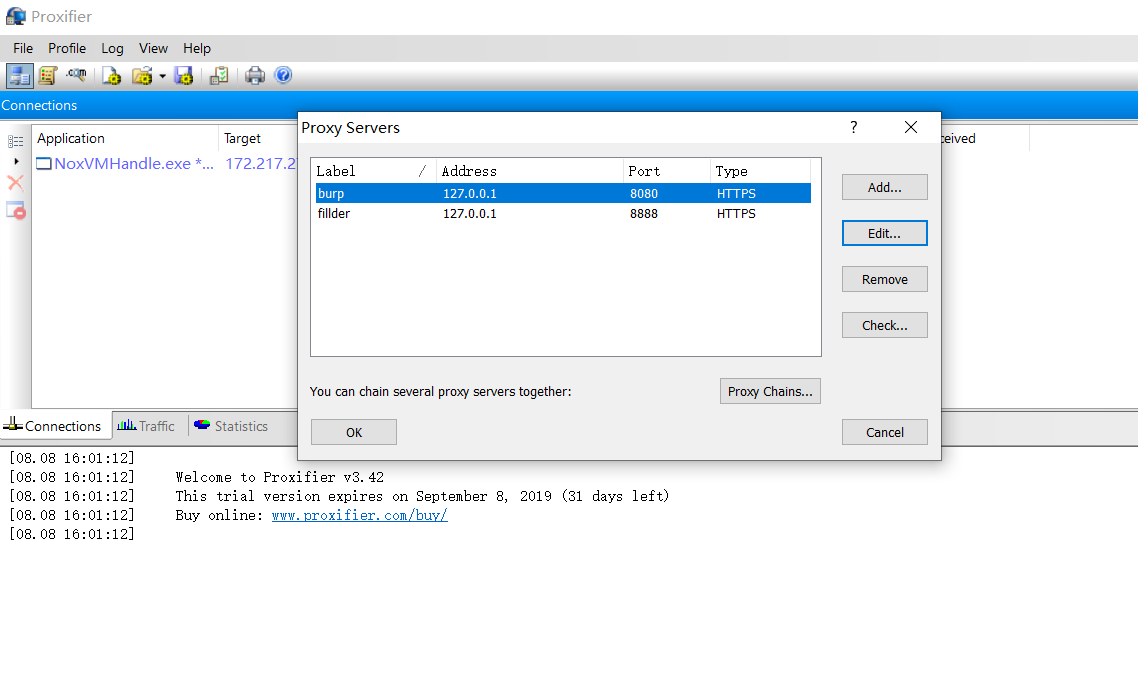 Proxifier
File Profile Log View Help
Connections
Application Target
NoxVMHandle.exe *... 172.217.2
Proxy Servers ?
Label / Address Port Type
burp 127.0.0.1 8080 HTTPS
fillder 127.0.0.1 8888 HTTPS
Add...
Edit...
Remove
Check...
You can chain several proxy servers together: Proxy Chains...
OK Cancel
Connections Traffic Statistics
[08.08 16:01:12]
[08.08 16:01:12] Welcome to Proxifier v3.42
[08.08 16:01:12] This trial version expires on September 8, 2019 (31 days left)
[08.08 16:01:12] Buy online: www.proxifier.com/buy/
[08.08 16:01:12]